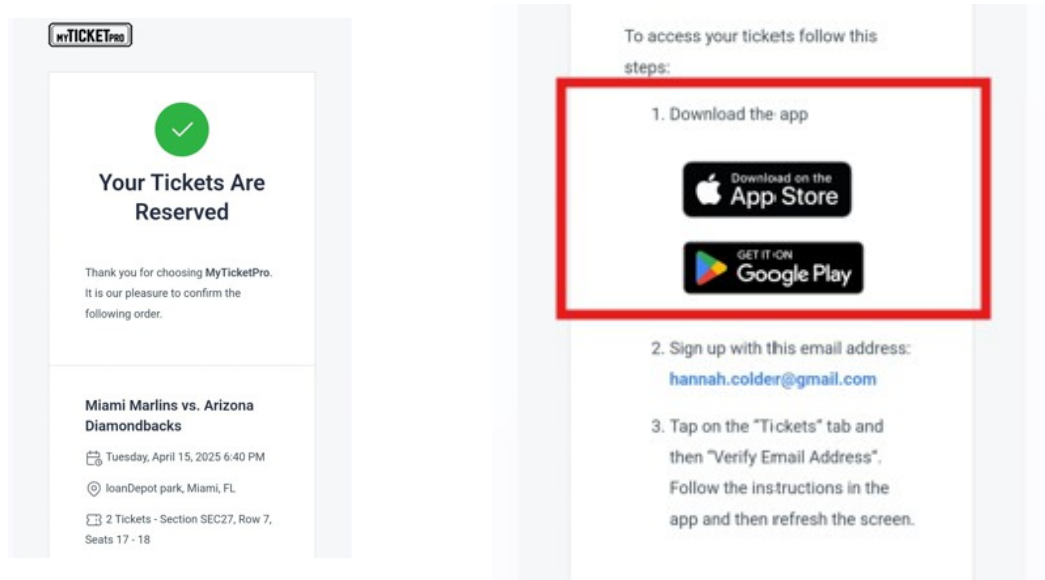 MYTICKETPRO
Your Tickets Are
Reserved
Thank you for choosing MyTicketPro.
It is our pleasure to confirm the
following order.
Miami Marlins vs. Arizona
Diamondbacks
Tuesday, April 15, 2025 6:40 PM
loanDepot park, Miami, FL
2 Tickets - Section SEC27, Row 7,
Seats 17 - 18
To access your tickets follow this
steps:
1. Download the app
Download on the
App Store
GET IT ON
Google Play
2. Sign up with this email address:
hannah.colder@gmail.com
3. Tap on the "Tickets" tab and
then "Verify Email Address".
Follow the instructions in the
app and then refresh the screen.